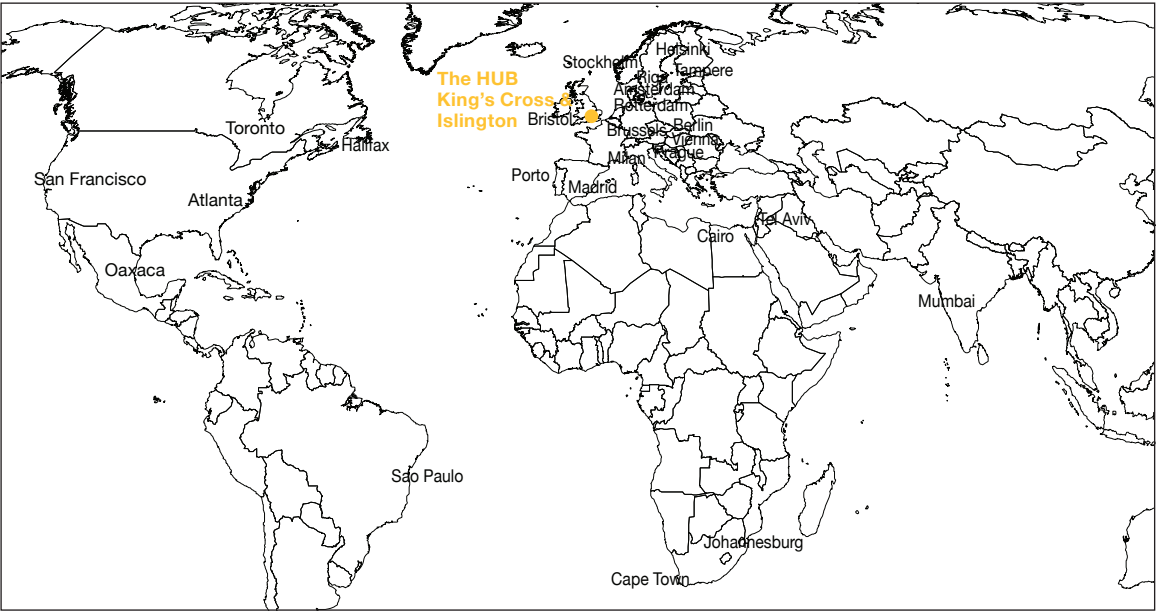 Helsinki
Stockholm
Tampere
Riga
The HUB
King's Cross &
Islington
Amsterdam
Rotterdam
Bristol
Toronto
Brussels
Berlin
Vienna
Halifax
Prague
Milan
Porto
San Francisco
Madrid
Atlanta
Tel Aviv
Cairo
Oaxaca
Mumbai
Sao Paulo
Johannesburg
Cape Town